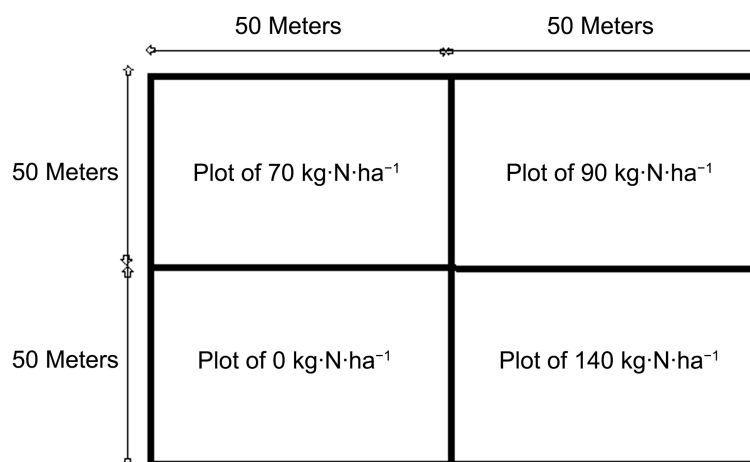 50 Meters 50 Meters
50 Meters Plot of 70 kg·N·ha⁻¹ Plot of 90 kg·N·ha⁻¹
50 Meters Plot of 0 kg·N·ha⁻¹ Plot of 140 kg·N·ha⁻¹